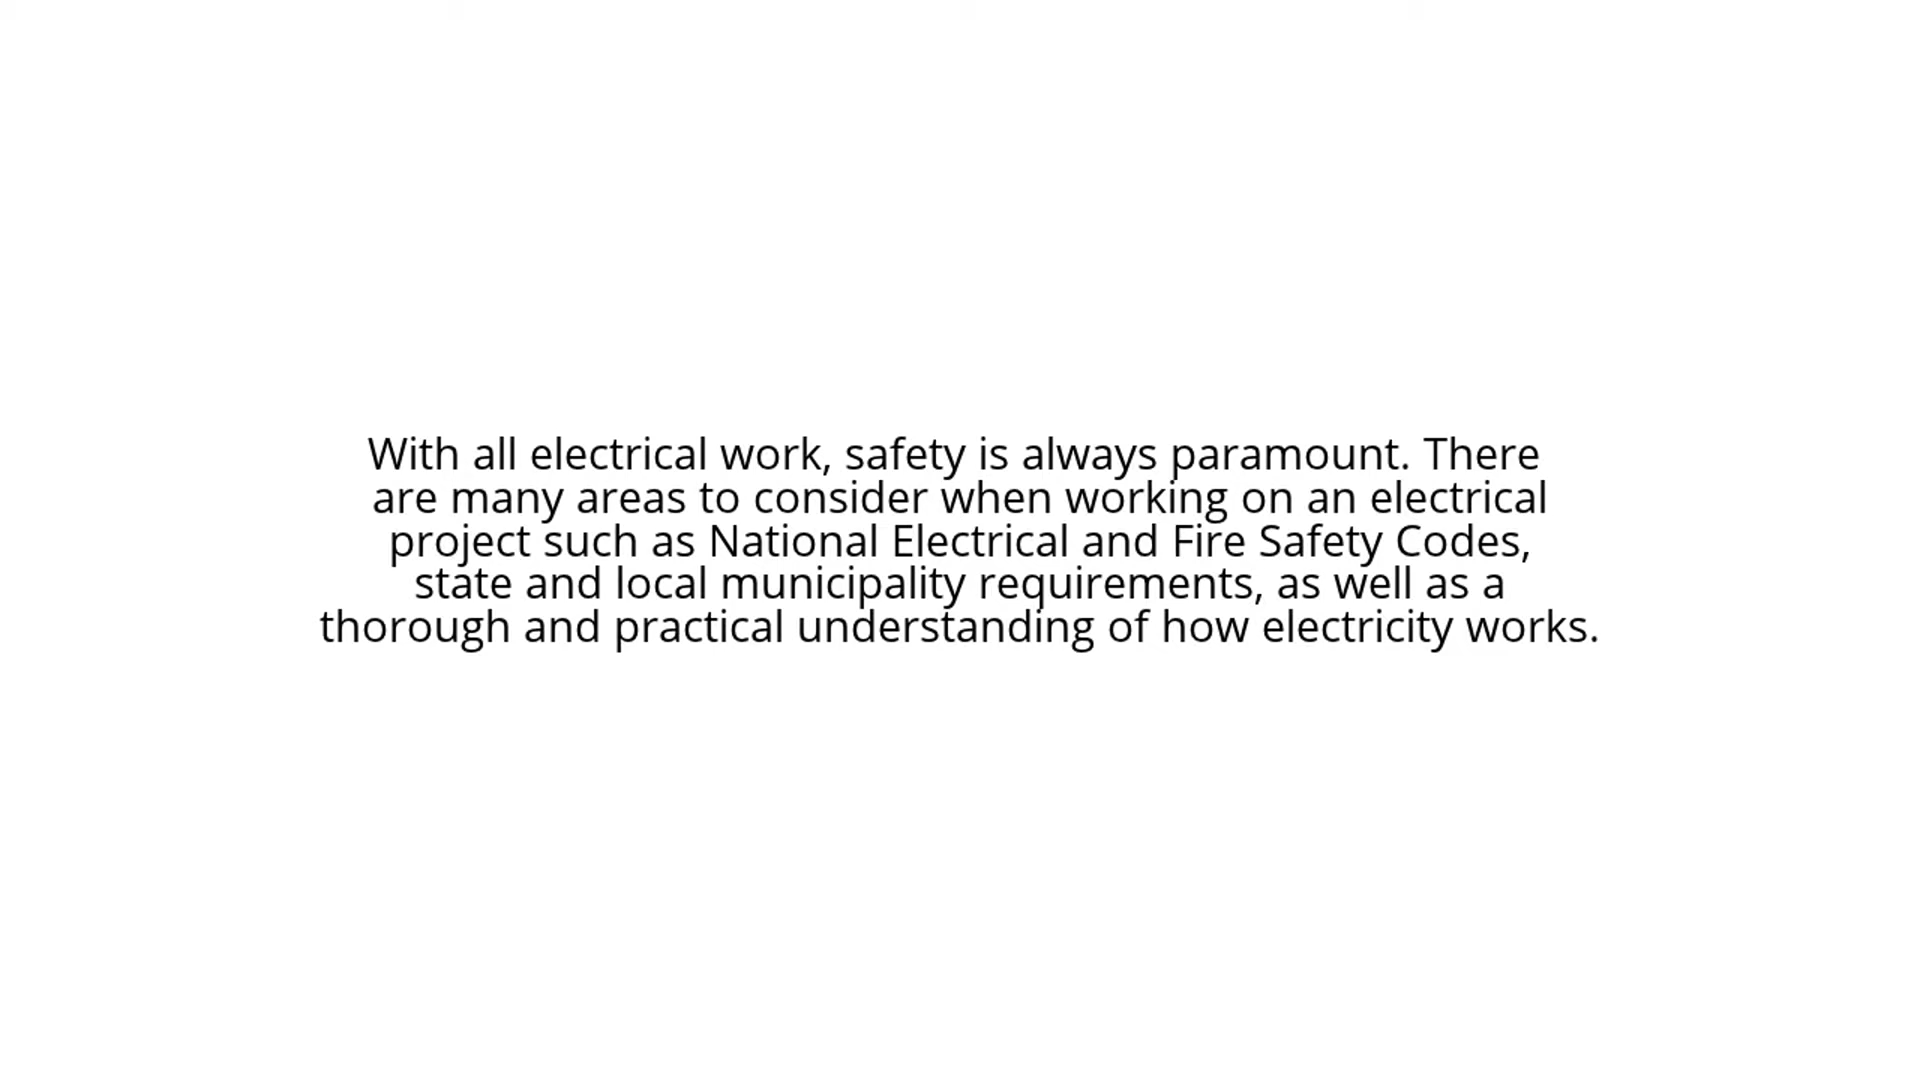 With all electrical work, safety is always paramount. There
are many areas to consider when working on an electrical
project such as National Electrical and Fire Safety Codes,
state and local municipality requirements, as well as a
thorough and practical understanding of how electricity works.